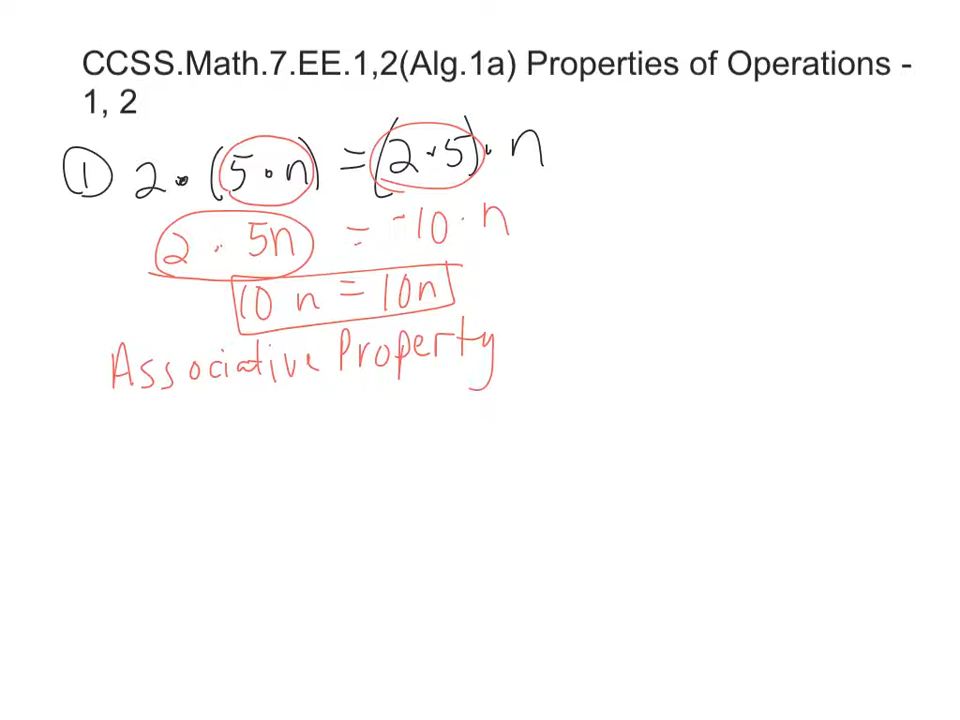 CCSS.Math.7.EE.1,2(Alg.1a) Properties of Operations -
1, 2
① 2 · (5 · n) = (2 · 5) · n
2 · 5n = -10 · n
10 n = 10n
Associative Property